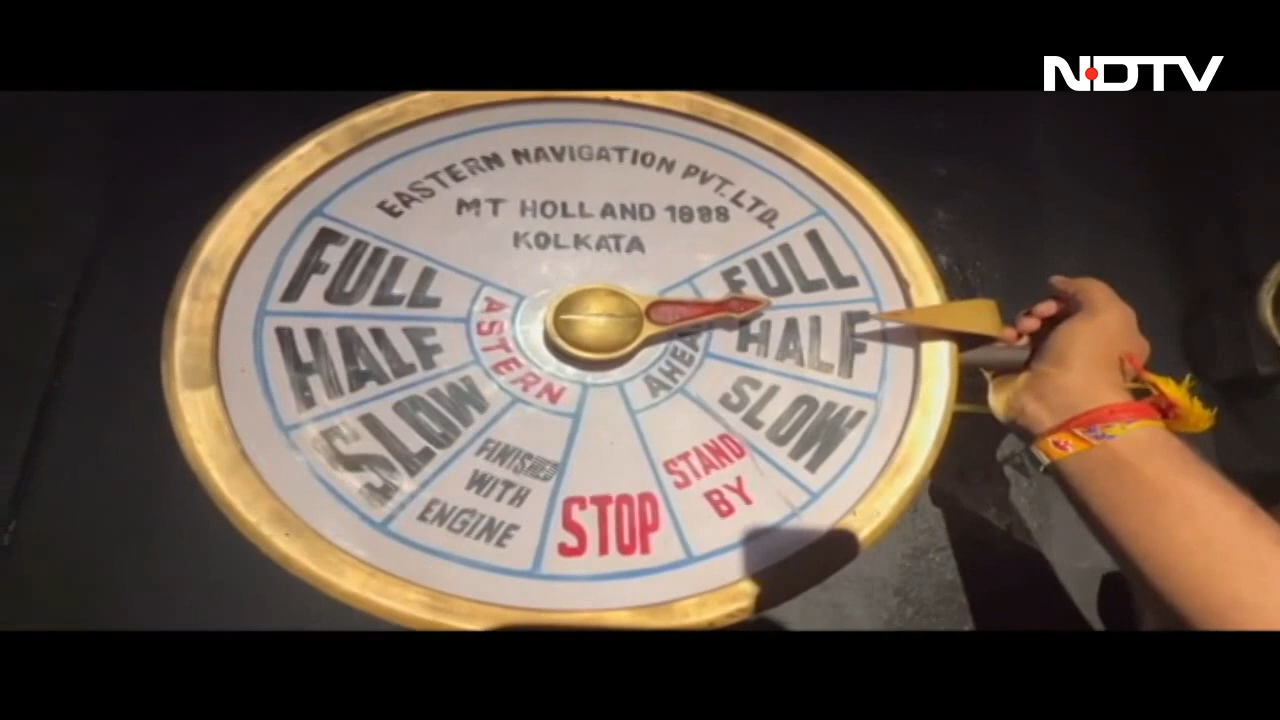 NDTV
EASTERN NAVIGATION PVT. LTD.
MT HOLLAND 1888
KOLKATA
FULL
FULL
HALF
HALF
ASTERN
AHEAD
SLOW
SLOW
FINISHED
WITH
ENGINE
STOP
STAND
BY